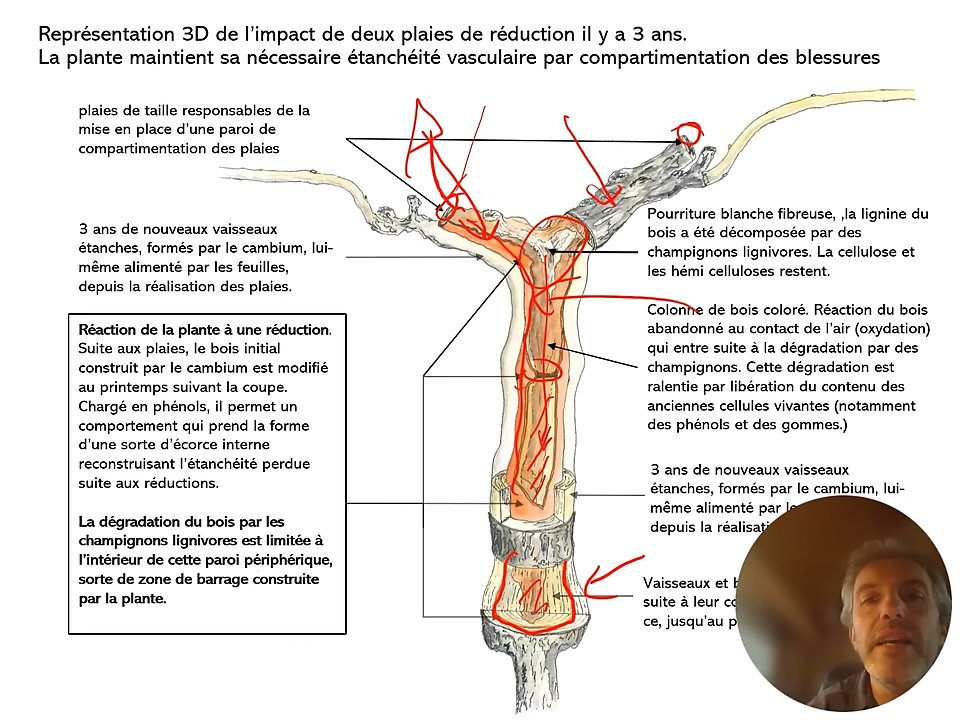 Représentation 3D de l'impact de deux plaies de réduction il y a 3 ans.
La plante maintient sa nécessaire étanchéité vasculaire par compartimentation des blessures
plaies de taille responsables de la
mise en place d'une paroi de
compartimentation des plaies
3 ans de nouveaux vaisseaux
étanches, formés par le cambium, lui-
même alimenté par les feuilles,
depuis la réalisation des plaies.
Réaction de la plante à une réduction.
Suite aux plaies, le bois initial
construit par le cambium est modifié
au printemps suivant la coupe.
Chargé en phénols, il permet un
comportement qui prend la forme
d'une sorte d'écorce interne
reconstruisant l'étanchéité perdue
suite aux réductions.
La dégradation du bois par les
champignons lignivores est limitée à
l'intérieur de cette paroi périphérique,
sorte de zone de barrage construite
par la plante.
Pourriture blanche fibreuse, ,la lignine du
bois a été décomposée par des
champignons lignivores. La cellulose et
les hémi celluloses restent.
Colonne de bois coloré. Réaction du bois
abandonné au contact de l'air (oxydation)
qui entre suite à la dégradation par des
champignons. Cette dégradation est
ralentie par libération du contenu des
anciennes cellules vivantes (notamment
des phénols et des gommes.)
3 ans de nouveaux vaisseaux
étanches, formés par le cambium, lui-
même alimenté par
depuis la
Vaisseaux et
suite à leur
ce, jusqu'au